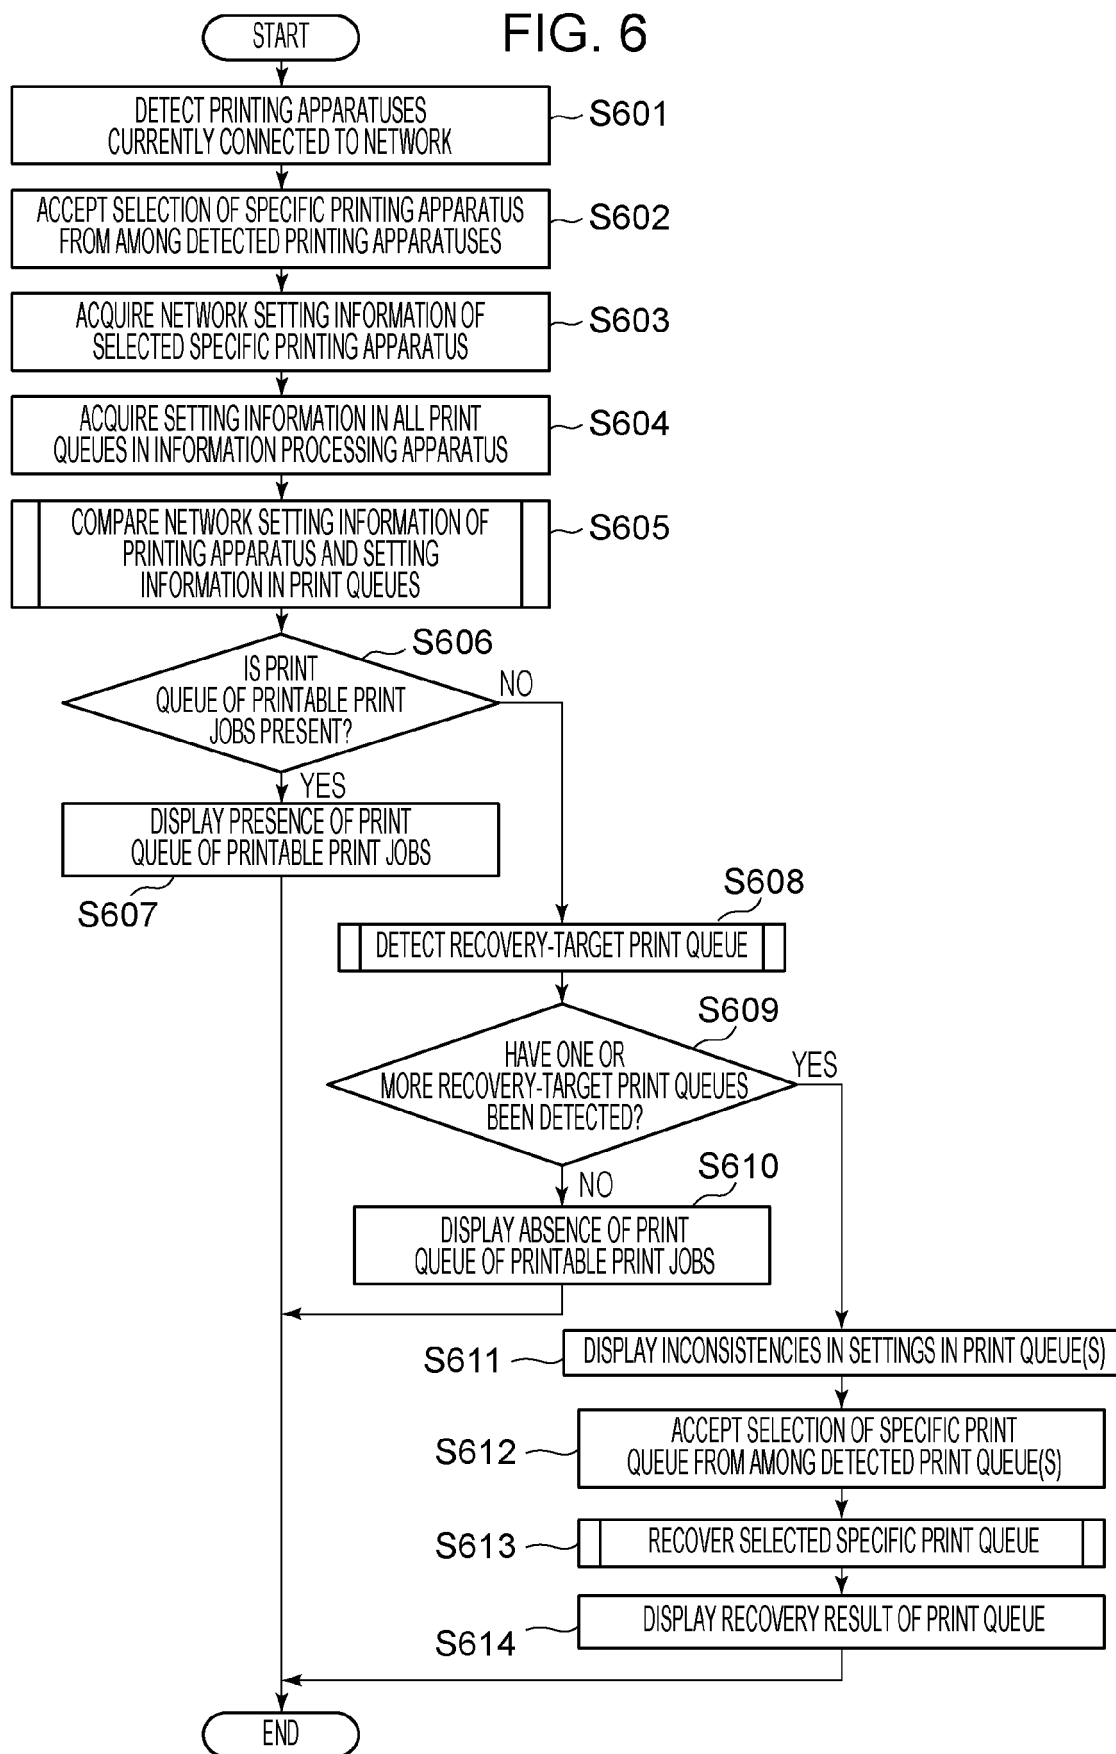 START
FIG. 6
DETECT PRINTING APPARATUSES
CURRENTLY CONNECTED TO NETWORK
S601
ACCEPT SELECTION OF SPECIFIC PRINTING APPARATUS
FROM AMONG DETECTED PRINTING APPARATUSES
S602
ACQUIRE NETWORK SETTING INFORMATION OF
SELECTED SPECIFIC PRINTING APPARATUS
S603
ACQUIRE SETTING INFORMATION IN ALL PRINT
QUEUES IN INFORMATION PROCESSING APPARATUS
S604
COMPARE NETWORK SETTING INFORMATION OF
PRINTING APPARATUS AND SETTING
INFORMATION IN PRINT QUEUES
S605
S606
IS PRINT
QUEUE OF PRINTABLE PRINT
JOBS PRESENT?
NO
YES
DISPLAY PRESENCE OF PRINT
QUEUE OF PRINTABLE PRINT JOBS
S607
S608
DETECT RECOVERY-TARGET PRINT QUEUE
S609
HAVE ONE OR
MORE RECOVERY-TARGET PRINT QUEUES
BEEN DETECTED?
YES
NO
S610
DISPLAY ABSENCE OF PRINT
QUEUE OF PRINTABLE PRINT JOBS
S611
DISPLAY INCONSISTENCIES IN SETTINGS IN PRINT QUEUE(S)
S612
ACCEPT SELECTION OF SPECIFIC PRINT
QUEUE FROM AMONG DETECTED PRINT QUEUE(S)
S613
RECOVER SELECTED SPECIFIC PRINT QUEUE
S614
DISPLAY RECOVERY RESULT OF PRINT QUEUE
END